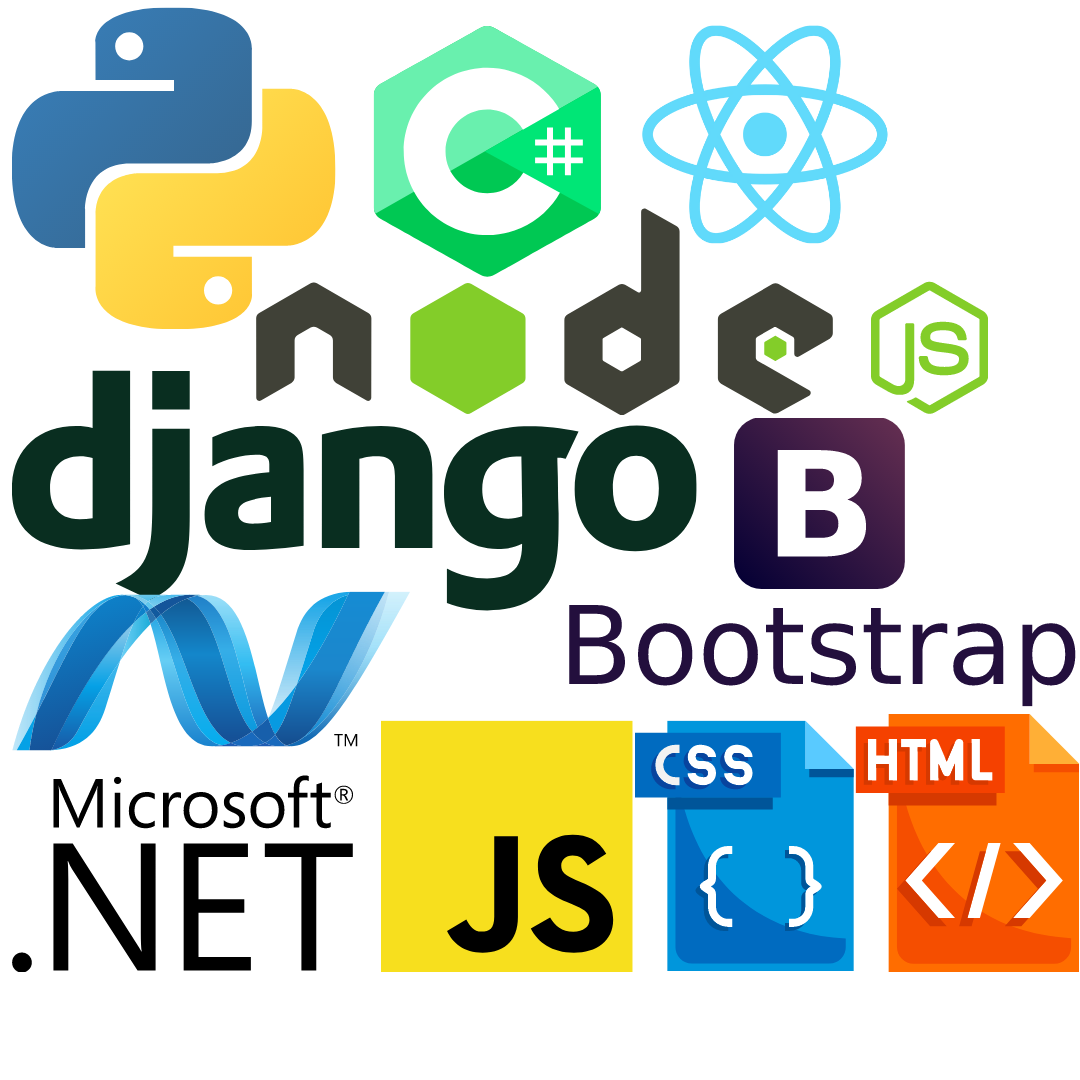 C#
node JS
django
B
Bootstrap
TM
Microsoft®
.NET
JS
CSS
{ }
HTML
</>